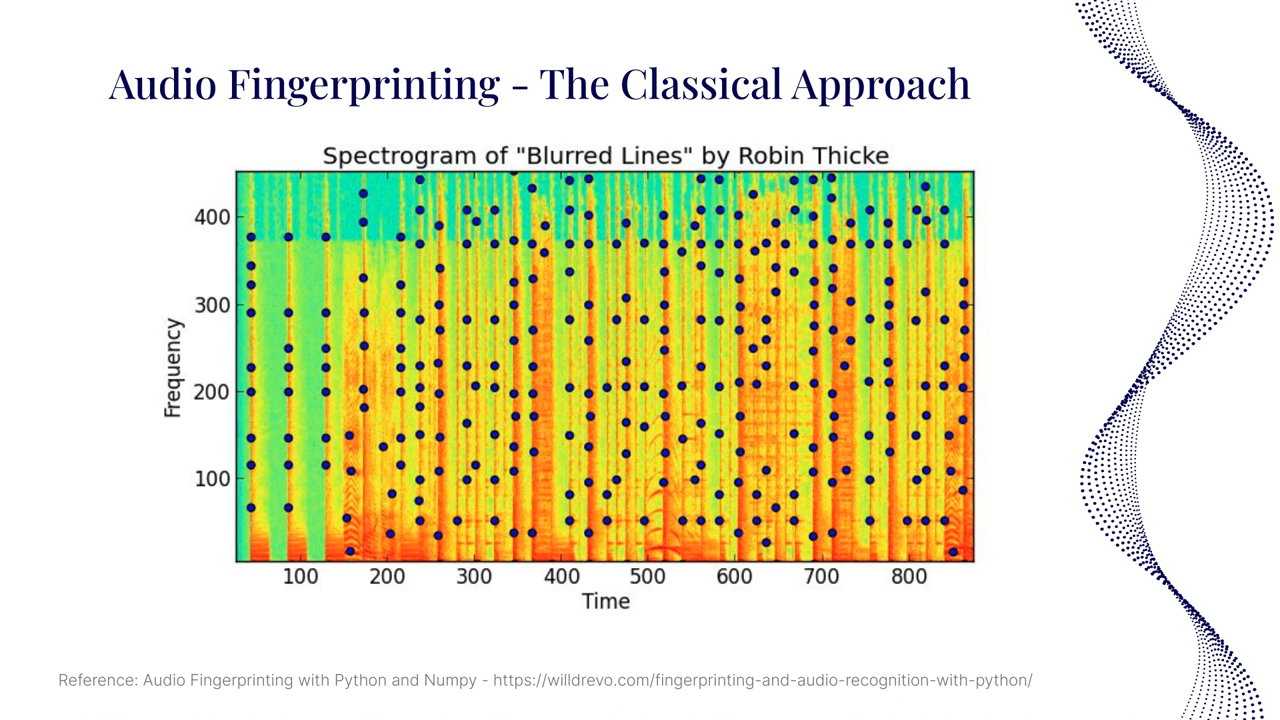 Audio Fingerprinting - The Classical Approach
Spectrogram of "Blurred Lines" by Robin Thicke
Frequency
400
300
200
100
100 200 300 400 500 600 700 800
Time
Reference: Audio Fingerprinting with Python and Numpy - https://willdrevo.com/fingerprinting-and-audio-recognition-with-python/